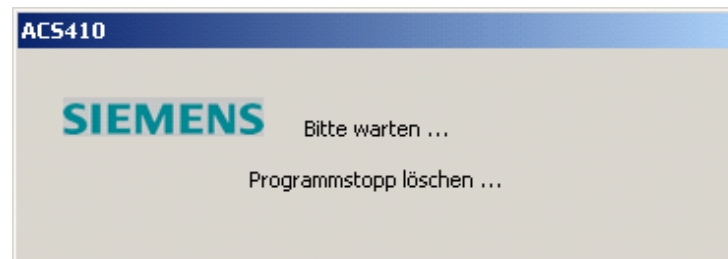 ACS410
SIEMENS
Bitte warten ...
Programmstopp löschen ...